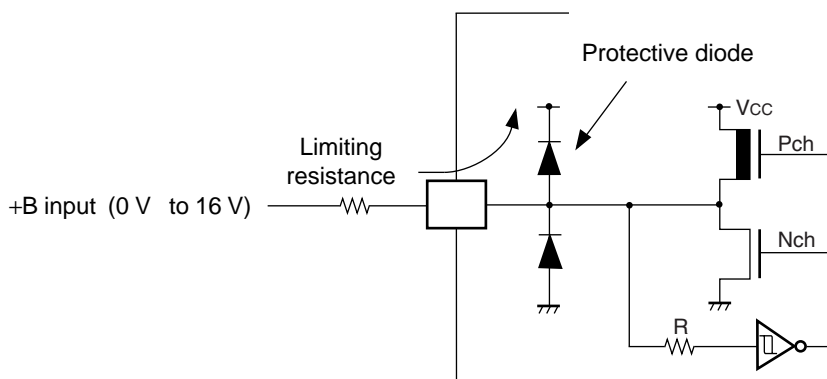 Protective diode
VCC
Limiting
resistance
Pch
+B input (0 V to 16 V)
Nch
R